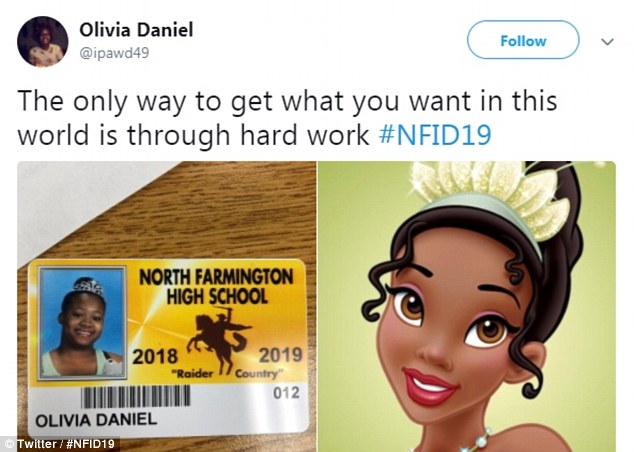 Olivia Daniel
@ipawd49
Follow
The only way to get what you want in this
world is through hard work #NFID19
NORTH FARMINGTON
HIGH SCHOOL
2018 2019
"Raider Country"
012
OLIVIA DANIEL
© Twitter / #NFID19